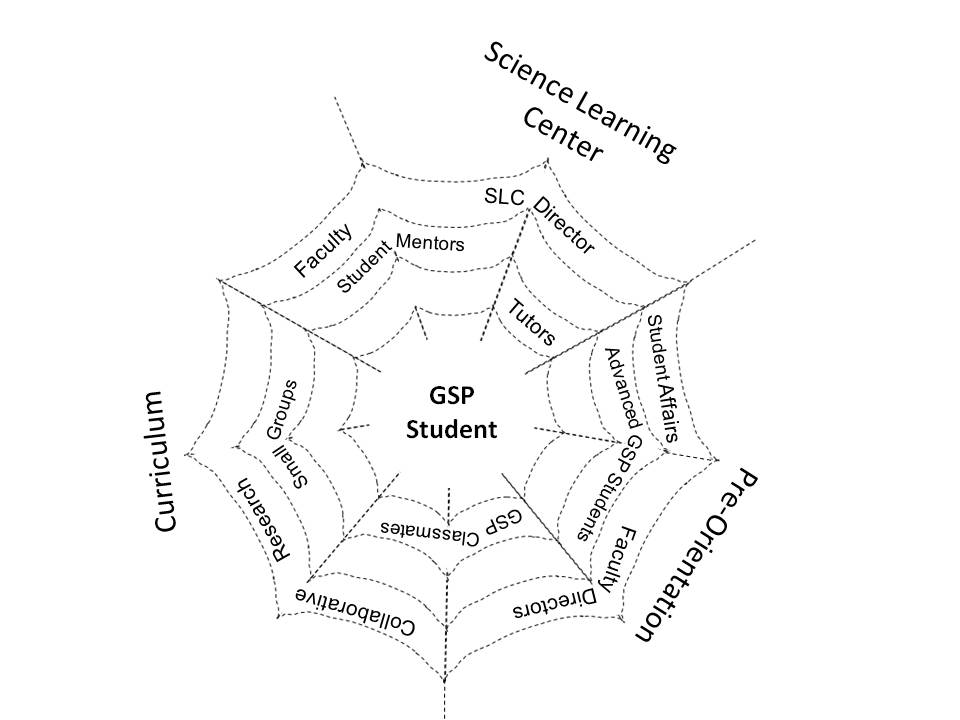 Science Learning
Center
SLC Director
Faculty
Student Mentors
Tutors
GSP
Student
Student Affairs
Advanced GSP Students
Faculty
Pre-Orientation
Curriculum
Small Groups
Research
GSP Classmates
Directors
Collaborative